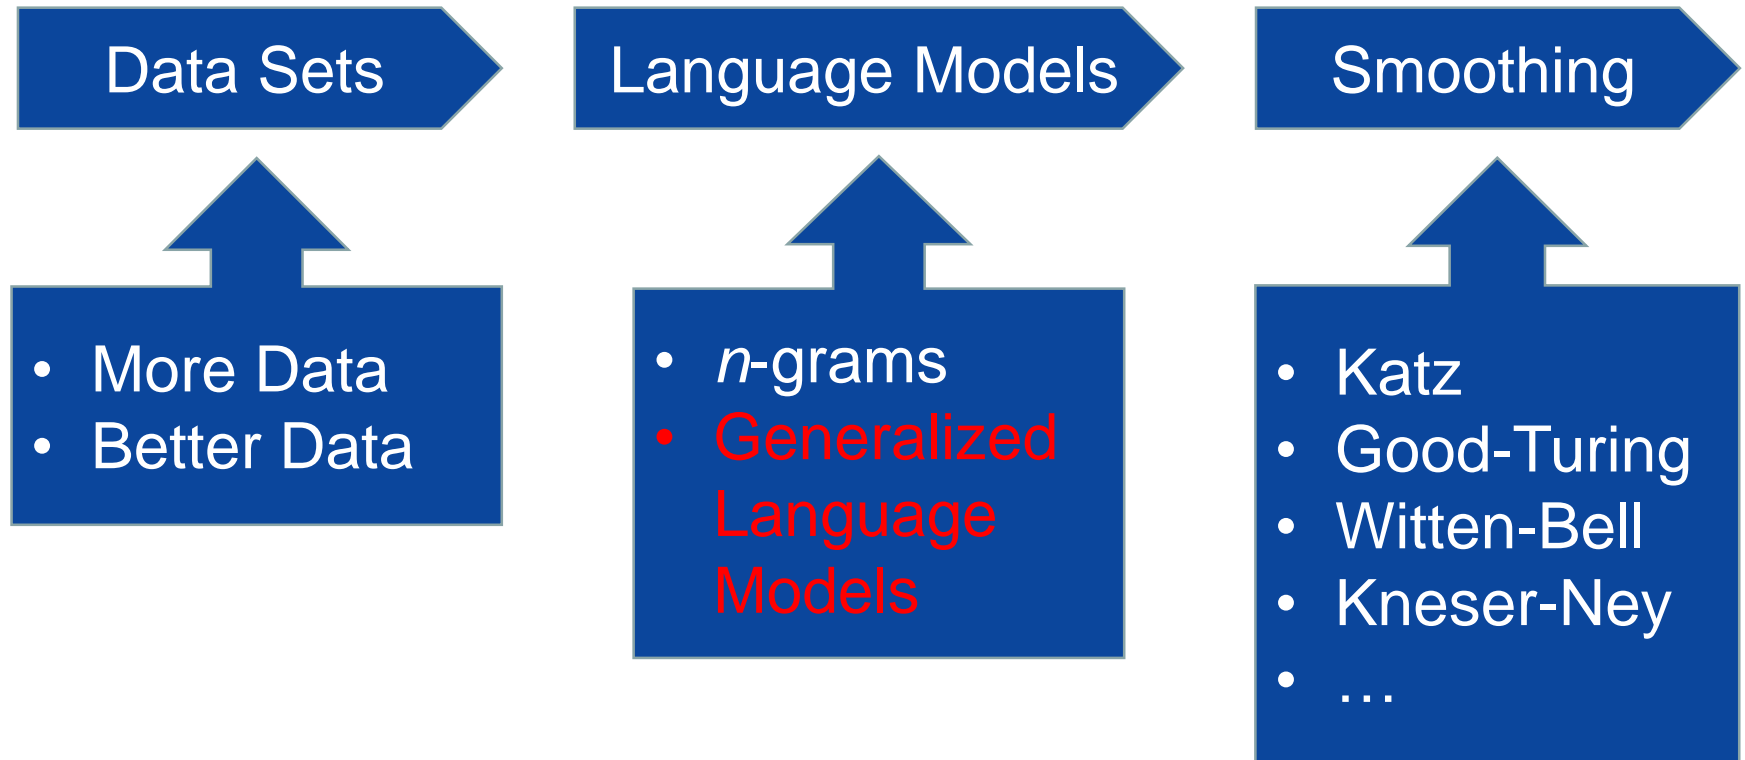 Data Sets
Language Models
Smoothing
• More Data
• Better Data
• n-grams
• Generalized
Language
Models
• Katz
• Good-Turing
• Witten-Bell
• Kneser-Ney
• …